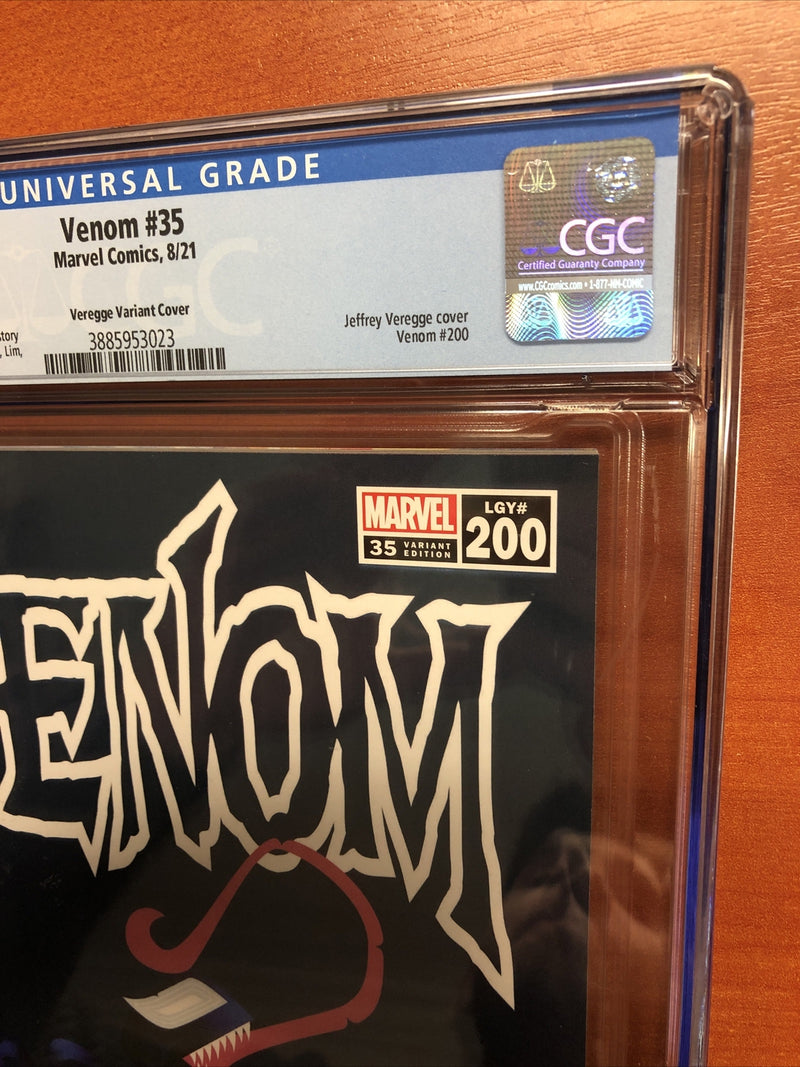 UNIVERSAL GRADE
Venom #35
Marvel Comics, 8/21
Veregge Variant Cover
3885953023
story
, Lim,
Jeffrey Veregge cover
Venom #200
CGC
CGC
Certified Guaranty Company
www.CGCcomics.com • 1-877-NM-COMIC
MARVEL
35 VARIANT EDITION
LGY#
200
ENOM